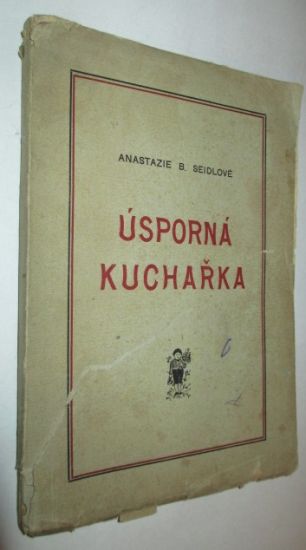 ANASTAZIE B. SEIDLOVÉ
ÚSPORNÁ
KUCHAŘKA